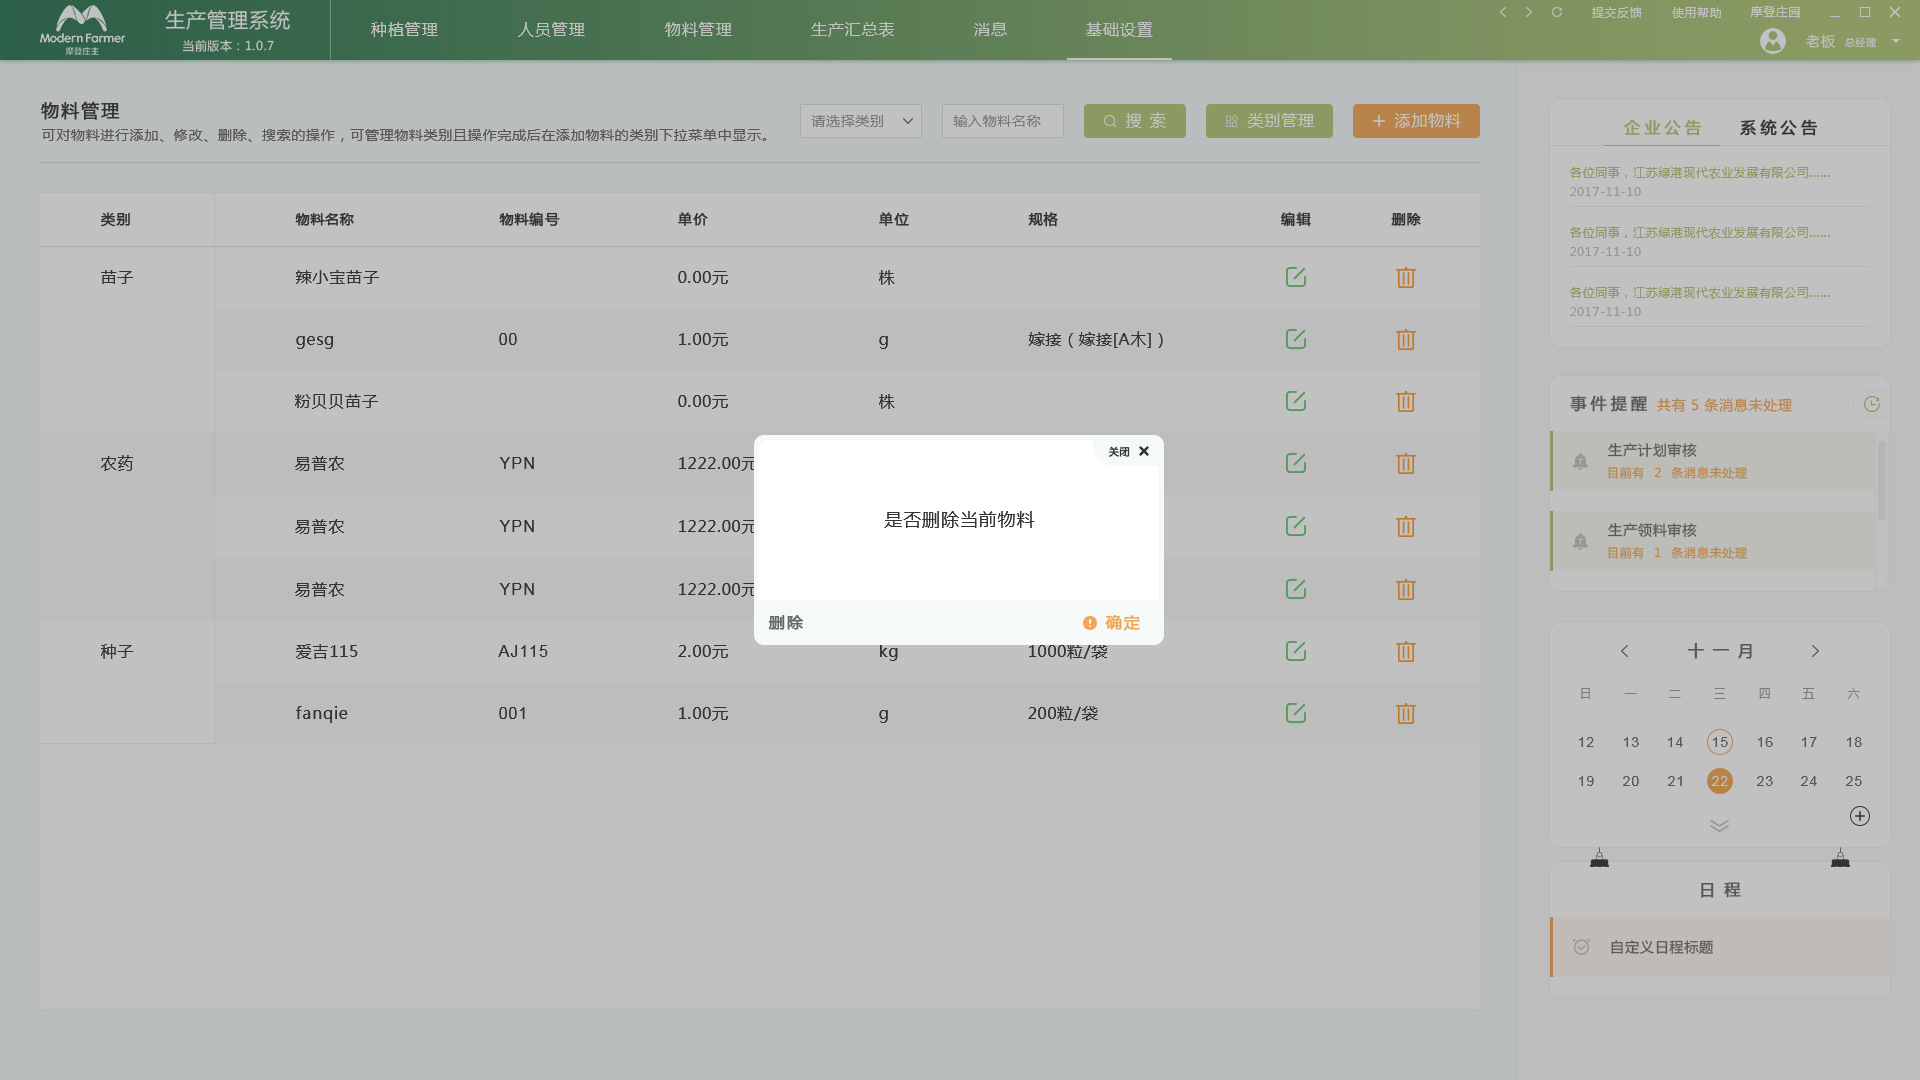 Modern Farmer
摩登庄主
生产管理系统
当前版本：1.0.7
种植管理
人员管理
物料管理
生产汇总表
消息
基础设置
提交反馈
使用帮助
摩登庄园
老板 总经理
物料管理
可对物料进行添加、修改、删除、搜索的操作，可管理物料类别且操作完成后在添加物料的类别下拉菜单中显示。
请选择类别
输入物料名称
搜 索
类别管理
添加物料
类别 物料名称 物料编号 单价 单位 规格 编辑 删除
苗子 辣小宝苗子 0.00元 株
gesg 00 1.00元 g 嫁接（嫁接[A木]）
粉贝贝苗子 0.00元 株
农药 易普农 YPN 1222.00元
易普农 YPN 1222.00元
易普农 YPN 1222.00元
种子 爱吉115 AJ115 2.00元 kg 1000粒/袋
fanqie 001 1.00元 g 200粒/袋
关闭
是否删除当前物料
删除
确定
企业公告 系统公告
各位同事，江苏绿港现代农业发展有限公司......
2017-11-10
各位同事，江苏绿港现代农业发展有限公司......
2017-11-10
各位同事，江苏绿港现代农业发展有限公司......
2017-11-10
事件提醒 共有 5 条消息未处理
生产计划审核
目前有 2 条消息未处理
生产领料审核
目前有 1 条消息未处理
十一月
日 一 二 三 四 五 六
12 13 14 15 16 17 18
19 20 21 22 23 24 25
日 程
自定义日程标题